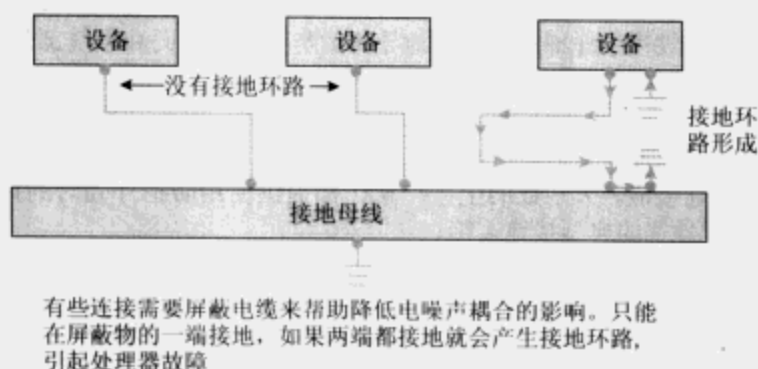 设备
设备
设备
没有接地环路
接地环
路形成
接地母线
有些连接需要屏蔽电缆来帮助降低电噪声耦合的影响。只能
在屏蔽物的一端接地，如果两端都接地就会产生接地环路，
引起处理器故障